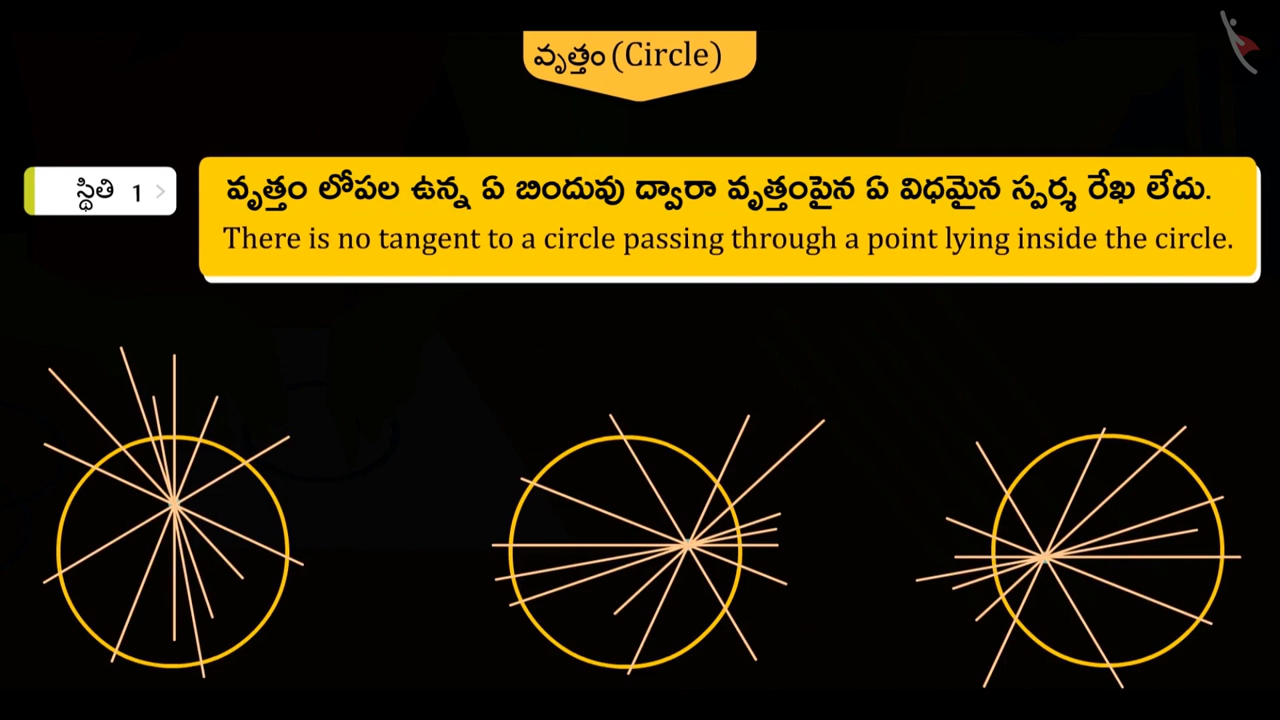 వృత్తం (Circle)
స్థితి 1
వృత్తం లోపల ఉన్న ఏ బిందువు ద్వారా వృత్తంపైన ఏ విధమైన స్పర్శ రేఖ లేదు.
There is no tangent to a circle passing through a point lying inside the circle.